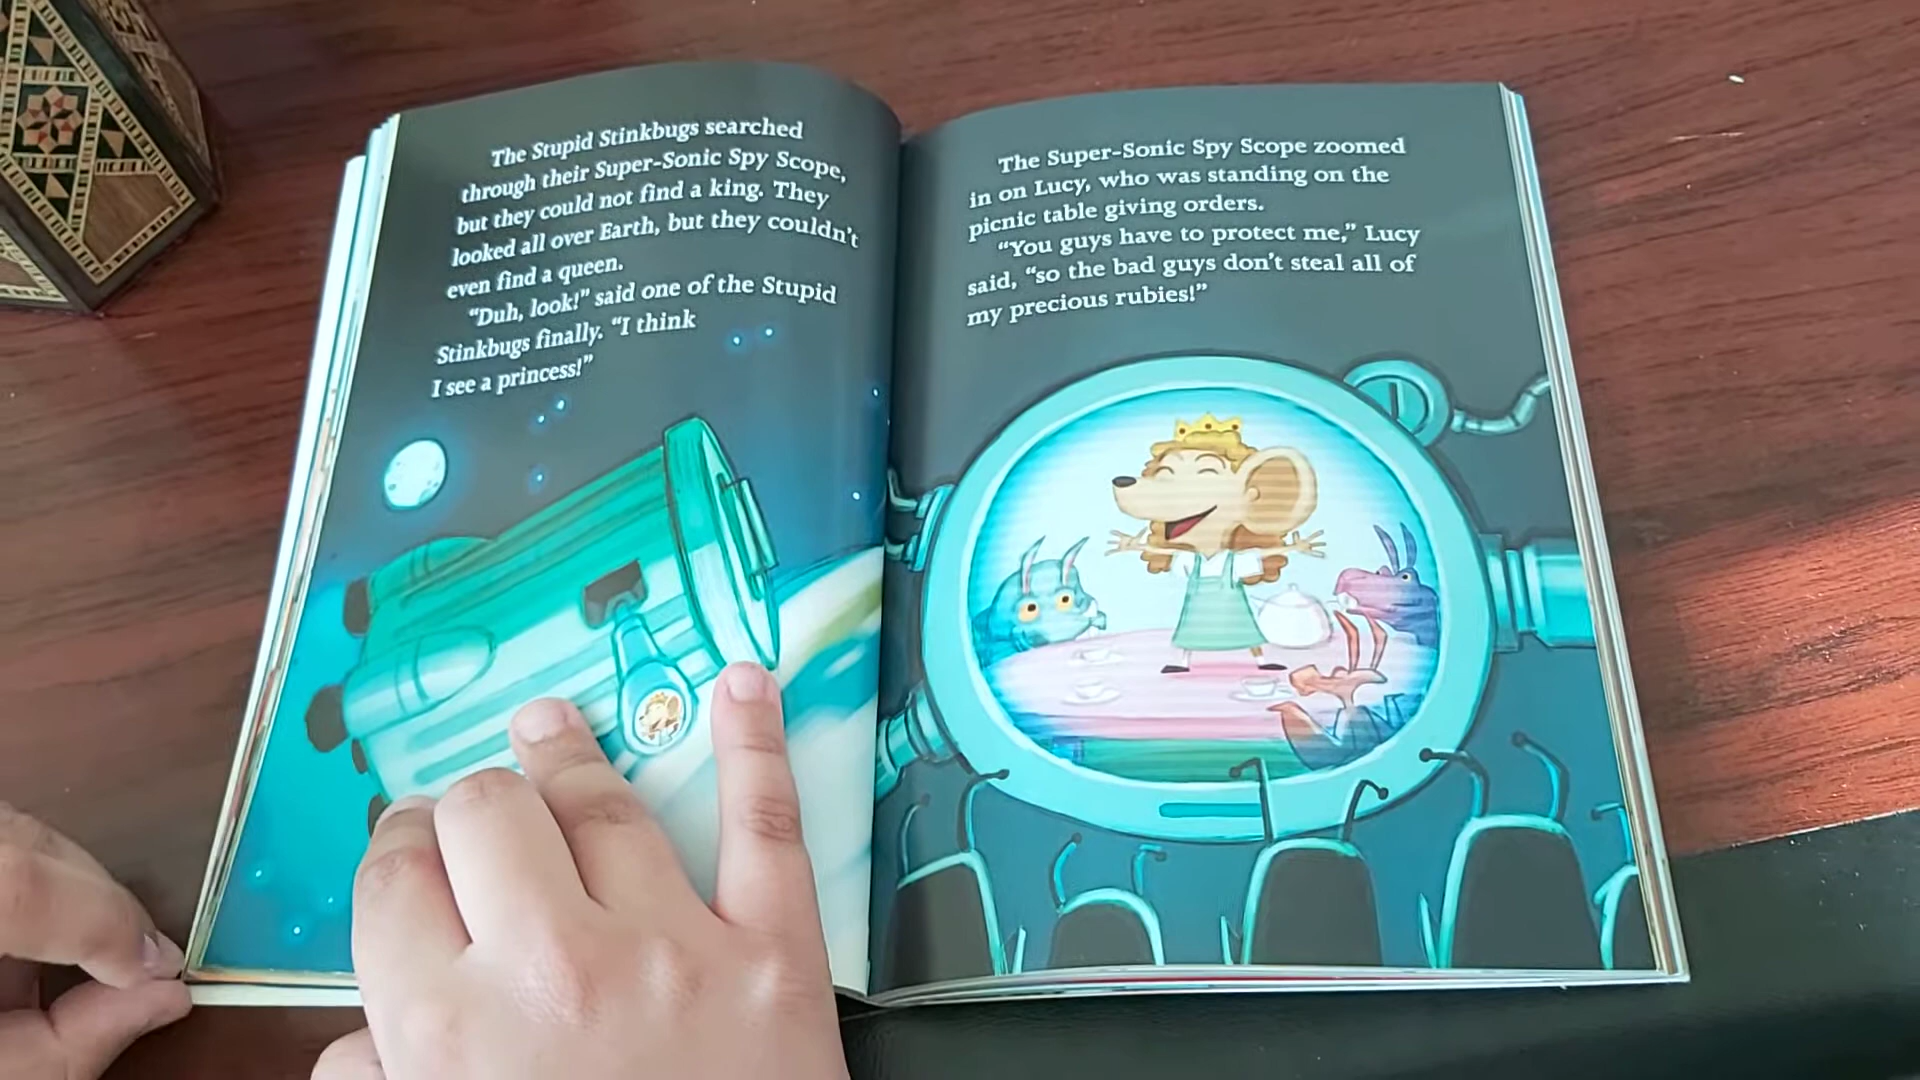 The Stupid Stinkbugs searched
through their Super-Sonic Spy Scope,
but they could not find a king. They
looked all over Earth, but they couldn't
even find a queen.
“Duh, look!” said one of the Stupid
Stinkbugs finally. “I think
I see a princess!”
The Super-Sonic Spy Scope zoomed
in on Lucy, who was standing on the
picnic table giving orders.
“You guys have to protect me,” Lucy
said, “so the bad guys don't steal all of
my precious rubies!”